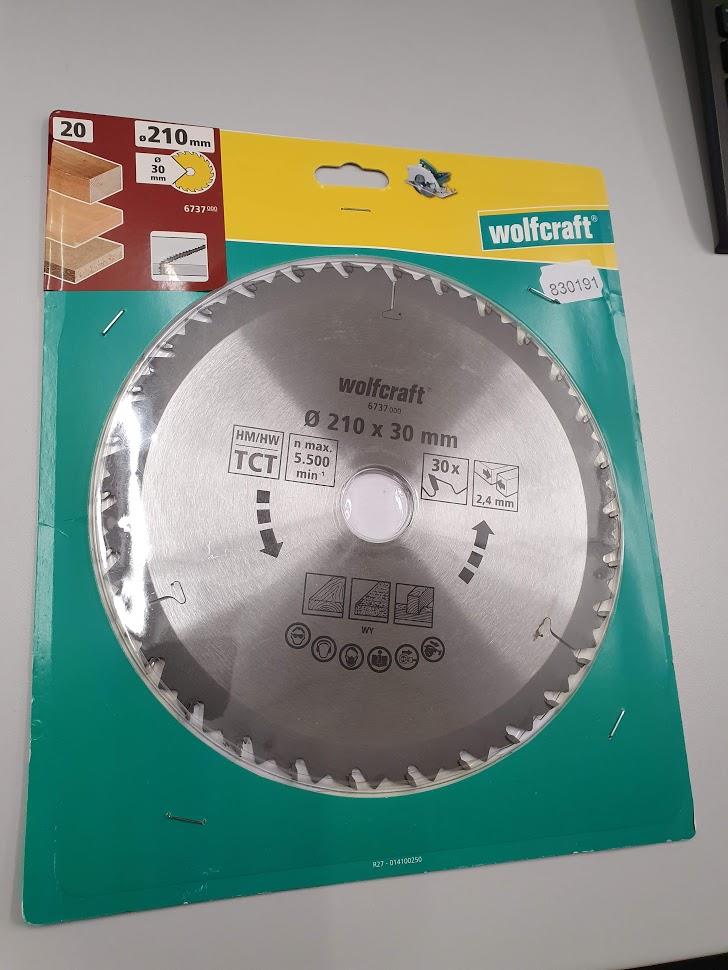 20
ø210 mm
ø
30
mm
6737 000
wolfcraft®
830191
wolfcraft®
6737 000
Ø 210 x 30 mm
HM/HW
TCT
n max.
5.500
min⁻¹
30 x
2,4 mm
WY
R27 - 014100250